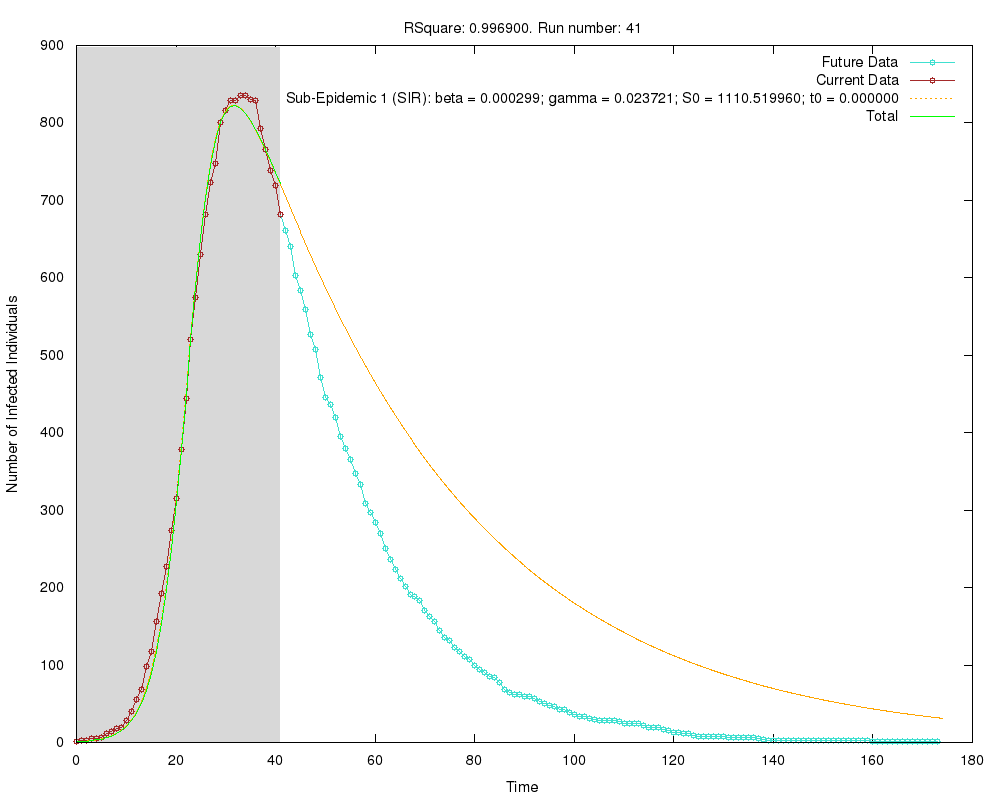 RSquare: 0.996900. Run number: 41
Future Data
Current Data
Sub-Epidemic 1 (SIR): beta = 0.000299; gamma = 0.023721; S0 = 1110.519960; t0 = 0.000000
Total
Number of Infected Individuals
900
800
700
600
500
400
300
200
100
0
0 20 40 60 80 100 120 140 160 180
Time